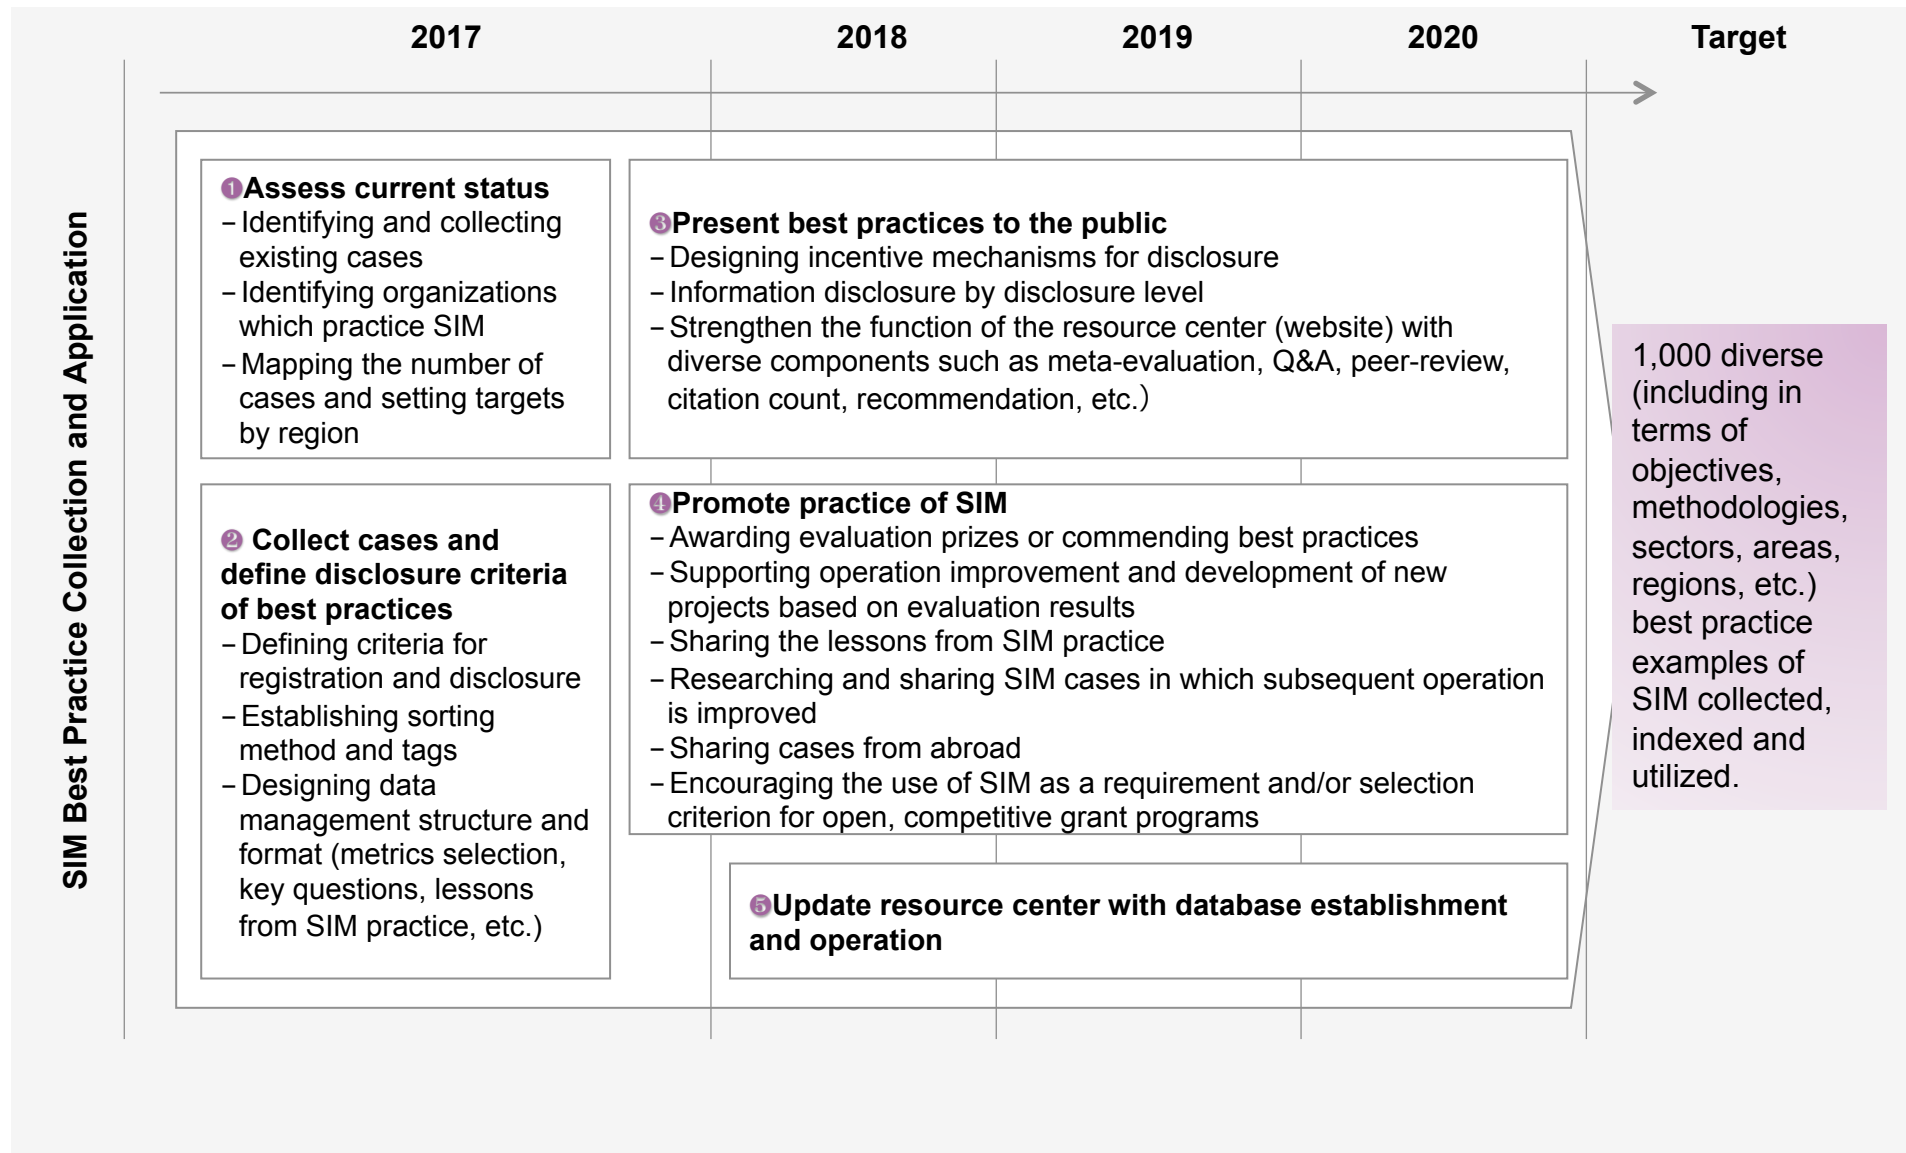 2017
2018
2019
2020
Target
SIM Best Practice Collection and Application
❶Assess current status
– Identifying and collecting
existing cases
– Identifying organizations
which practice SIM
– Mapping the number of
cases and setting targets
by region
❷ Collect cases and
define disclosure criteria
of best practices
– Defining criteria for
registration and disclosure
– Establishing sorting
method and tags
– Designing data
management structure and
format (metrics selection,
key questions, lessons
from SIM practice, etc.)
❸Present best practices to the public
– Designing incentive mechanisms for disclosure
– Information disclosure by disclosure level
– Strengthen the function of the resource center (website) with
diverse components such as meta-evaluation, Q&A, peer-review,
citation count, recommendation, etc.）
❹Promote practice of SIM
– Awarding evaluation prizes or commending best practices
– Supporting operation improvement and development of new
projects based on evaluation results
– Sharing the lessons from SIM practice
– Researching and sharing SIM cases in which subsequent operation
is improved
– Sharing cases from abroad
– Encouraging the use of SIM as a requirement and/or selection
criterion for open, competitive grant programs
❺Update resource center with database establishment
and operation
1,000 diverse
(including in
terms of
objectives,
methodologies,
sectors, areas,
regions, etc.)
best practice
examples of
SIM collected,
indexed and
utilized.